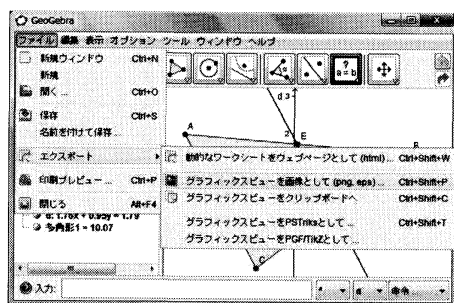 GeoGebra
ファイル 編集 表示 オプション ツール ウィンドウ ヘルプ
新規ウィンドウ Ctrl+N
新規
開く ... Ctrl+O
保存 Ctrl+S
名前を付けて保存 ...
エクスポート
印刷プレビュー ... Ctrl+P
閉じる Alt+F4
動的なワークシートをウェブページとして (html) ... Ctrl+Shift+W
グラフィックスビューを画像として (png, eps) ... Ctrl+Shift+P
グラフィックスビューをクリップボードへ Ctrl+Shift+C
グラフィックスビューをPSTriksとして ... Ctrl+Shift+T
グラフィックスビューをPGF/TikZとして ...
a = b
d 3
A
2
E
B
d: 1.76x + 0.95y = 1.79
多角形1 = 10.07
C
入力:
命令